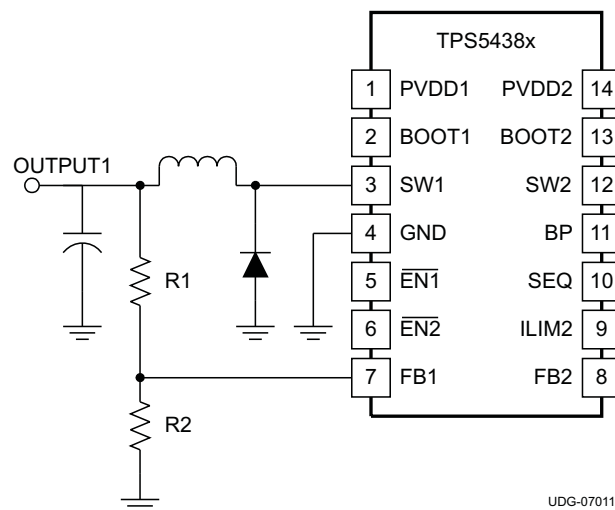 TPS5438x
1 PVDD1 PVDD2 14
2 BOOT1 BOOT2 13
OUTPUT1
3 SW1 SW2 12
4 GND BP 11
5 EN1 SEQ 10
R1
6 EN2 ILIM2 9
7 FB1 FB2 8
R2
UDG-07011